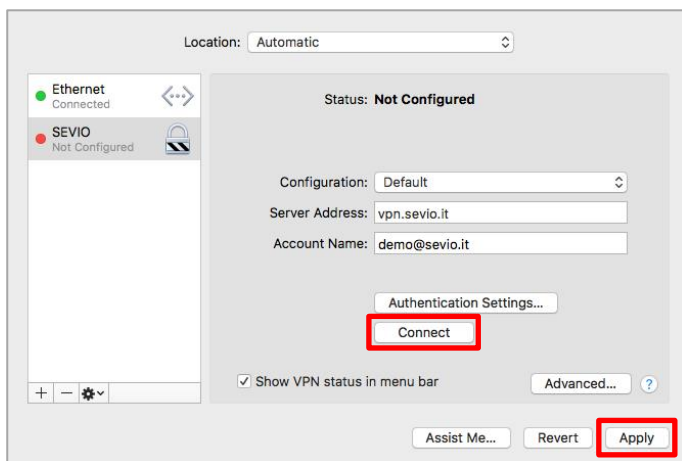 Location: Automatic
Ethernet
Connected
SEVIO
Not Configured
Status: Not Configured
Configuration: Default
Server Address: vpn.sevio.it
Account Name: demo@sevio.it
Authentication Settings...
Connect
Show VPN status in menu bar
Advanced... ?
+ −
Assist Me... Revert Apply